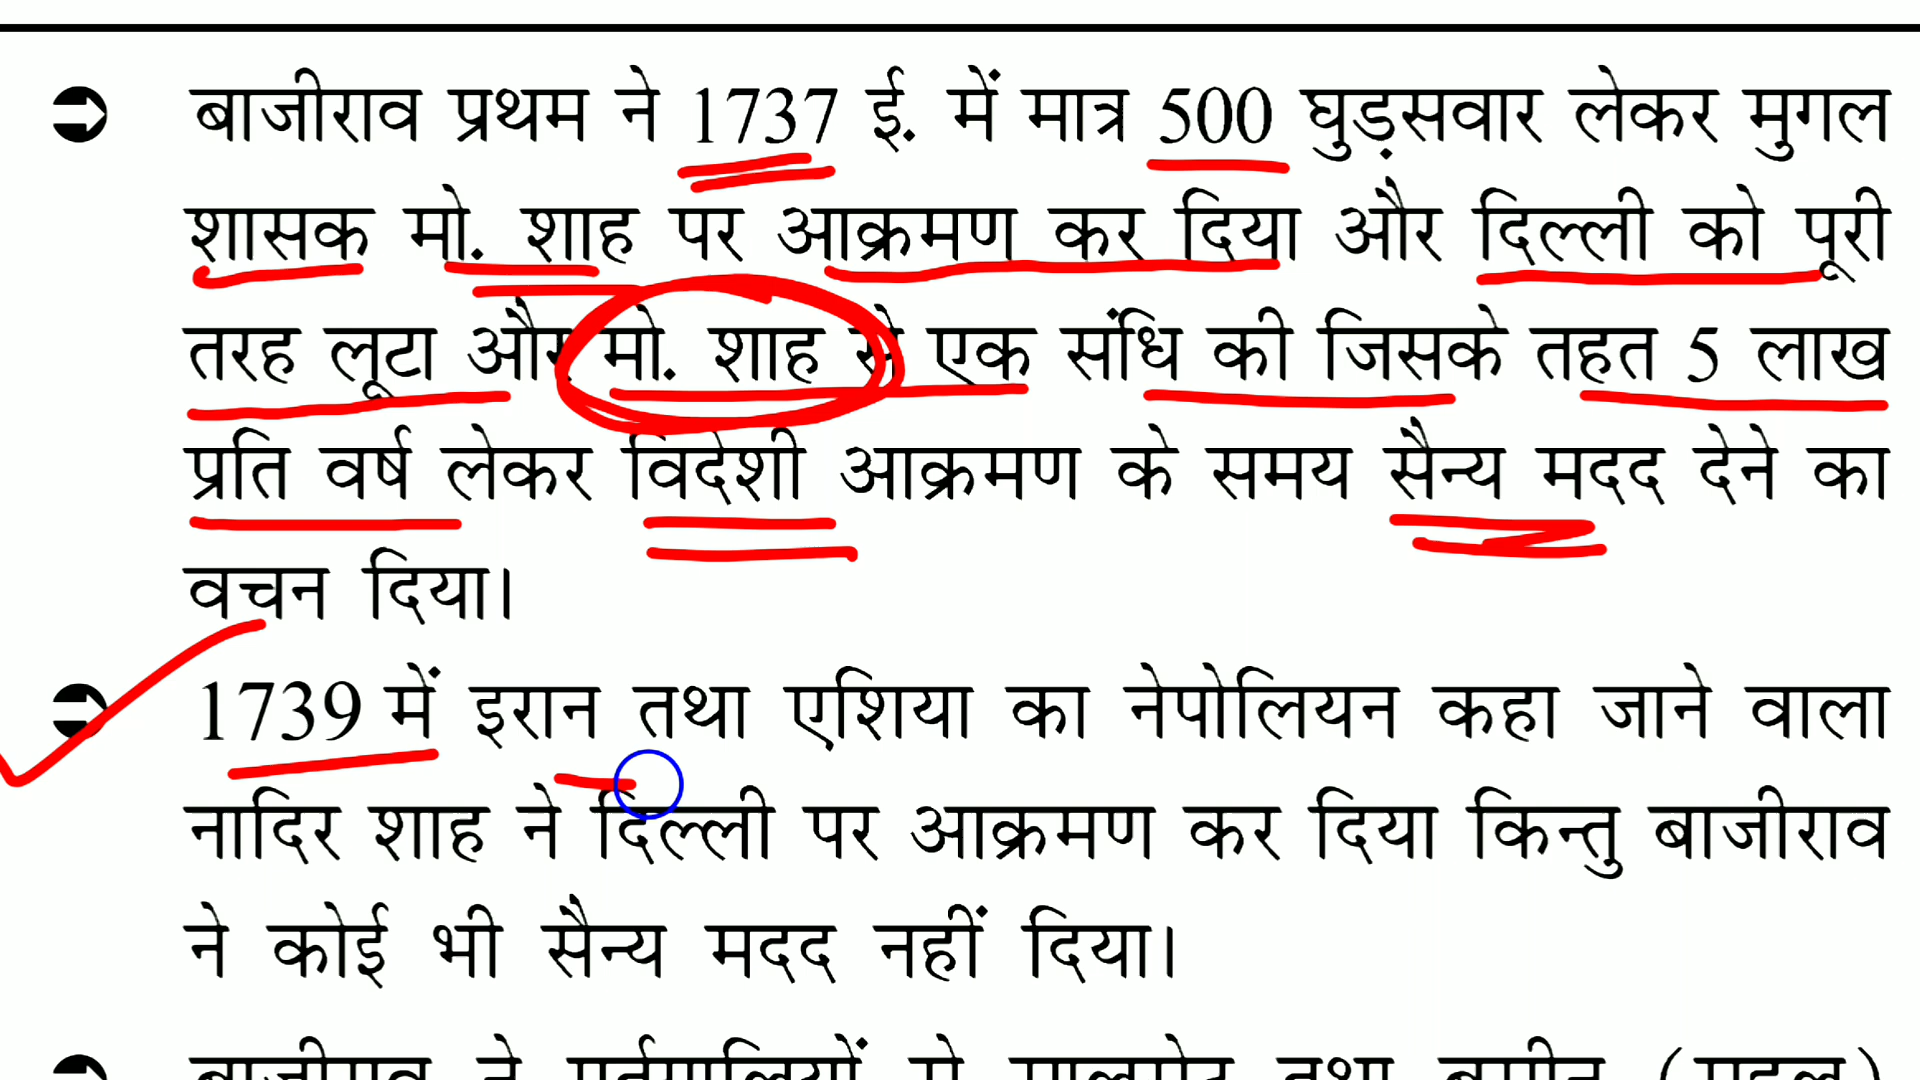 बाजीराव प्रथम ने 1737 ई. में मात्र 500 घुड़सवार लेकर मुगल
शासक मो. शाह पर आक्रमण कर दिया और दिल्ली को पूरी
तरह लूटा और मो. शाह से एक संधि की जिसके तहत 5 लाख
प्रति वर्ष लेकर विदेशी आक्रमण के समय सैन्य मदद देने का
वचन दिया।
1739 में इरान तथा एशिया का नेपोलियन कहा जाने वाला
नादिर शाह ने दिल्ली पर आक्रमण कर दिया किन्तु बाजीराव
ने कोई भी सैन्य मदद नहीं दिया।
बाजीराव ने पुर्तगालियों से तथा